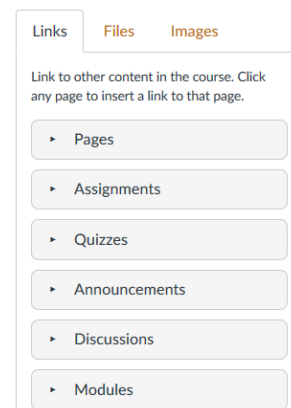 Links Files Images
Link to other content in the course. Click
any page to insert a link to that page.
Pages
Assignments
Quizzes
Announcements
Discussions
Modules